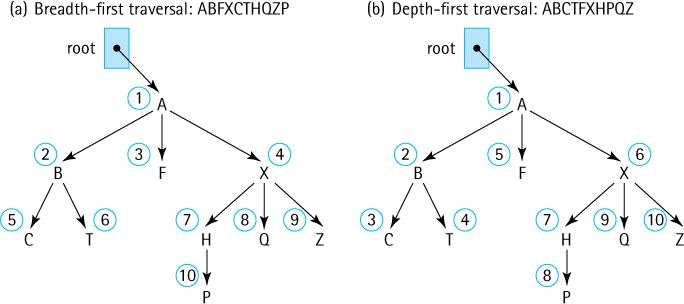 (a) Breadth-first traversal: ABFXCTHQZP
root
1 A
2 3 4
B F X
5 6 7 8 9
C T H Q Z
10
P
(b) Depth-first traversal: ABCTFXHPQZ
root
1 A
2 5 6
B F X
3 4 7 9 10
C T H Q Z
8
P